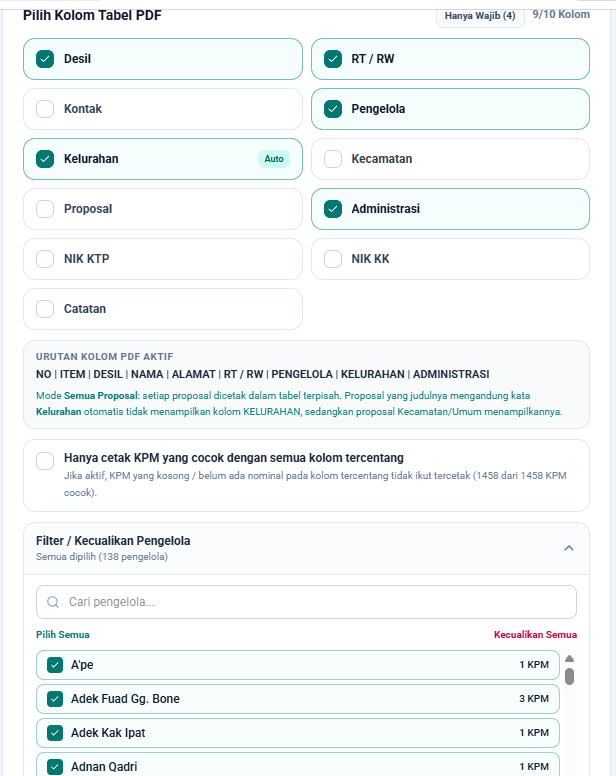 Pilih Kolom Tabel PDF
Hanya Wajib (4)
9/10 Kolom
Desil
RT / RW
Kontak
Pengelola
Kelurahan
Auto
Kecamatan
Proposal
Administrasi
NIK KTP
NIK KK
Catatan
URUTAN KOLOM PDF AKTIF
NO | ITEM | DESIL | NAMA | ALAMAT | RT / RW | PENGELOLA | KELURAHAN | ADMINISTRASI
Mode Semua Proposal: setiap proposal dicetak dalam tabel terpisah. Proposal yang judulnya mengandung kata
Kelurahan otomatis tidak menampilkan kolom KELURAHAN, sedangkan proposal Kecamatan/Umum menampilkannya.
Hanya cetak KPM yang cocok dengan semua kolom tercentang
Jika aktif, KPM yang kosong / belum ada nominal pada kolom tercentang tidak ikut tercetak (1458 dari 1458 KPM
cocok).
Filter / Kecualikan Pengelola
Semua dipilih (138 pengelola)
Cari pengelola...
Pilih Semua
Kecualikan Semua
A'pe
1 KPM
Adek Fuad Gg. Bone
3 KPM
Adek Kak Ipat
1 KPM
Adnan Qadri
1 KPM